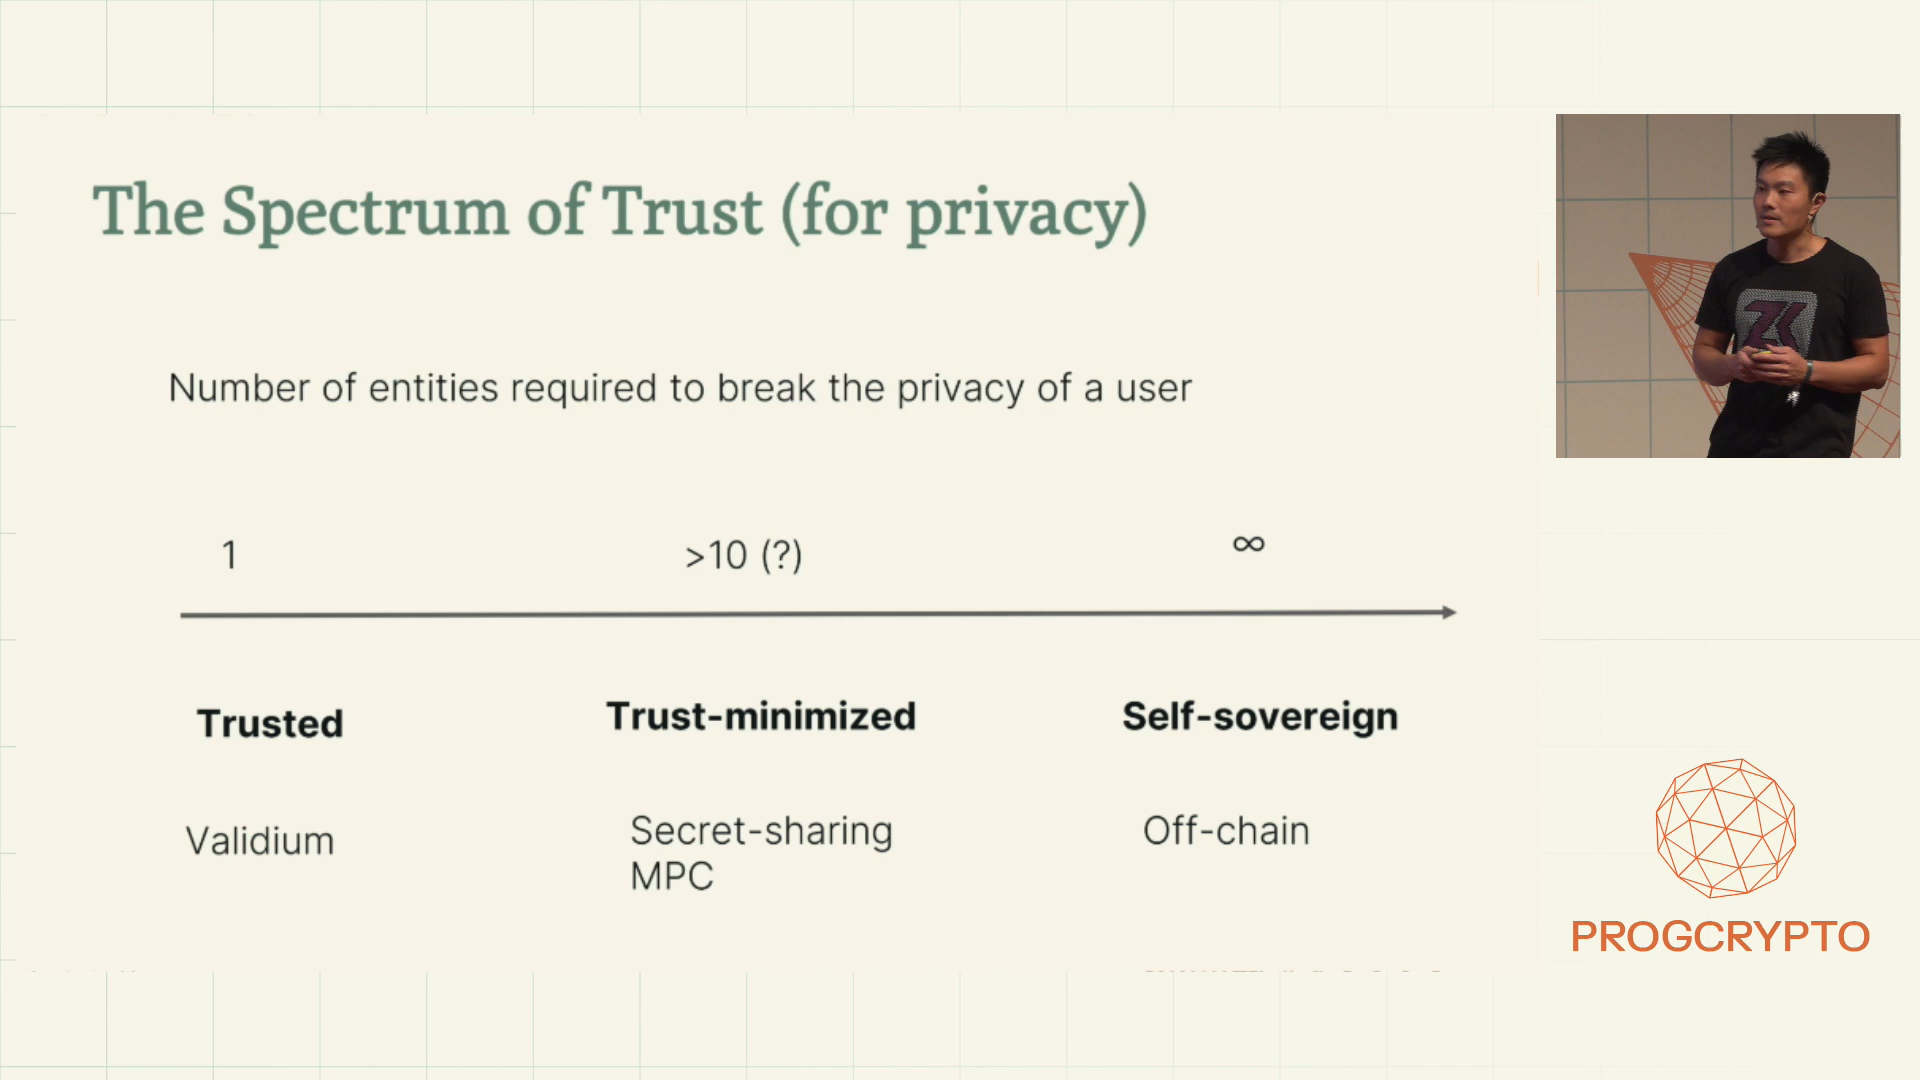 The Spectrum of Trust (for privacy)
Number of entities required to break the privacy of a user
1
>10 (?)
∞
Trusted
Trust-minimized
Self-sovereign
Validium
Secret-sharing
MPC
Off-chain
ZK
PROGCRYPTO